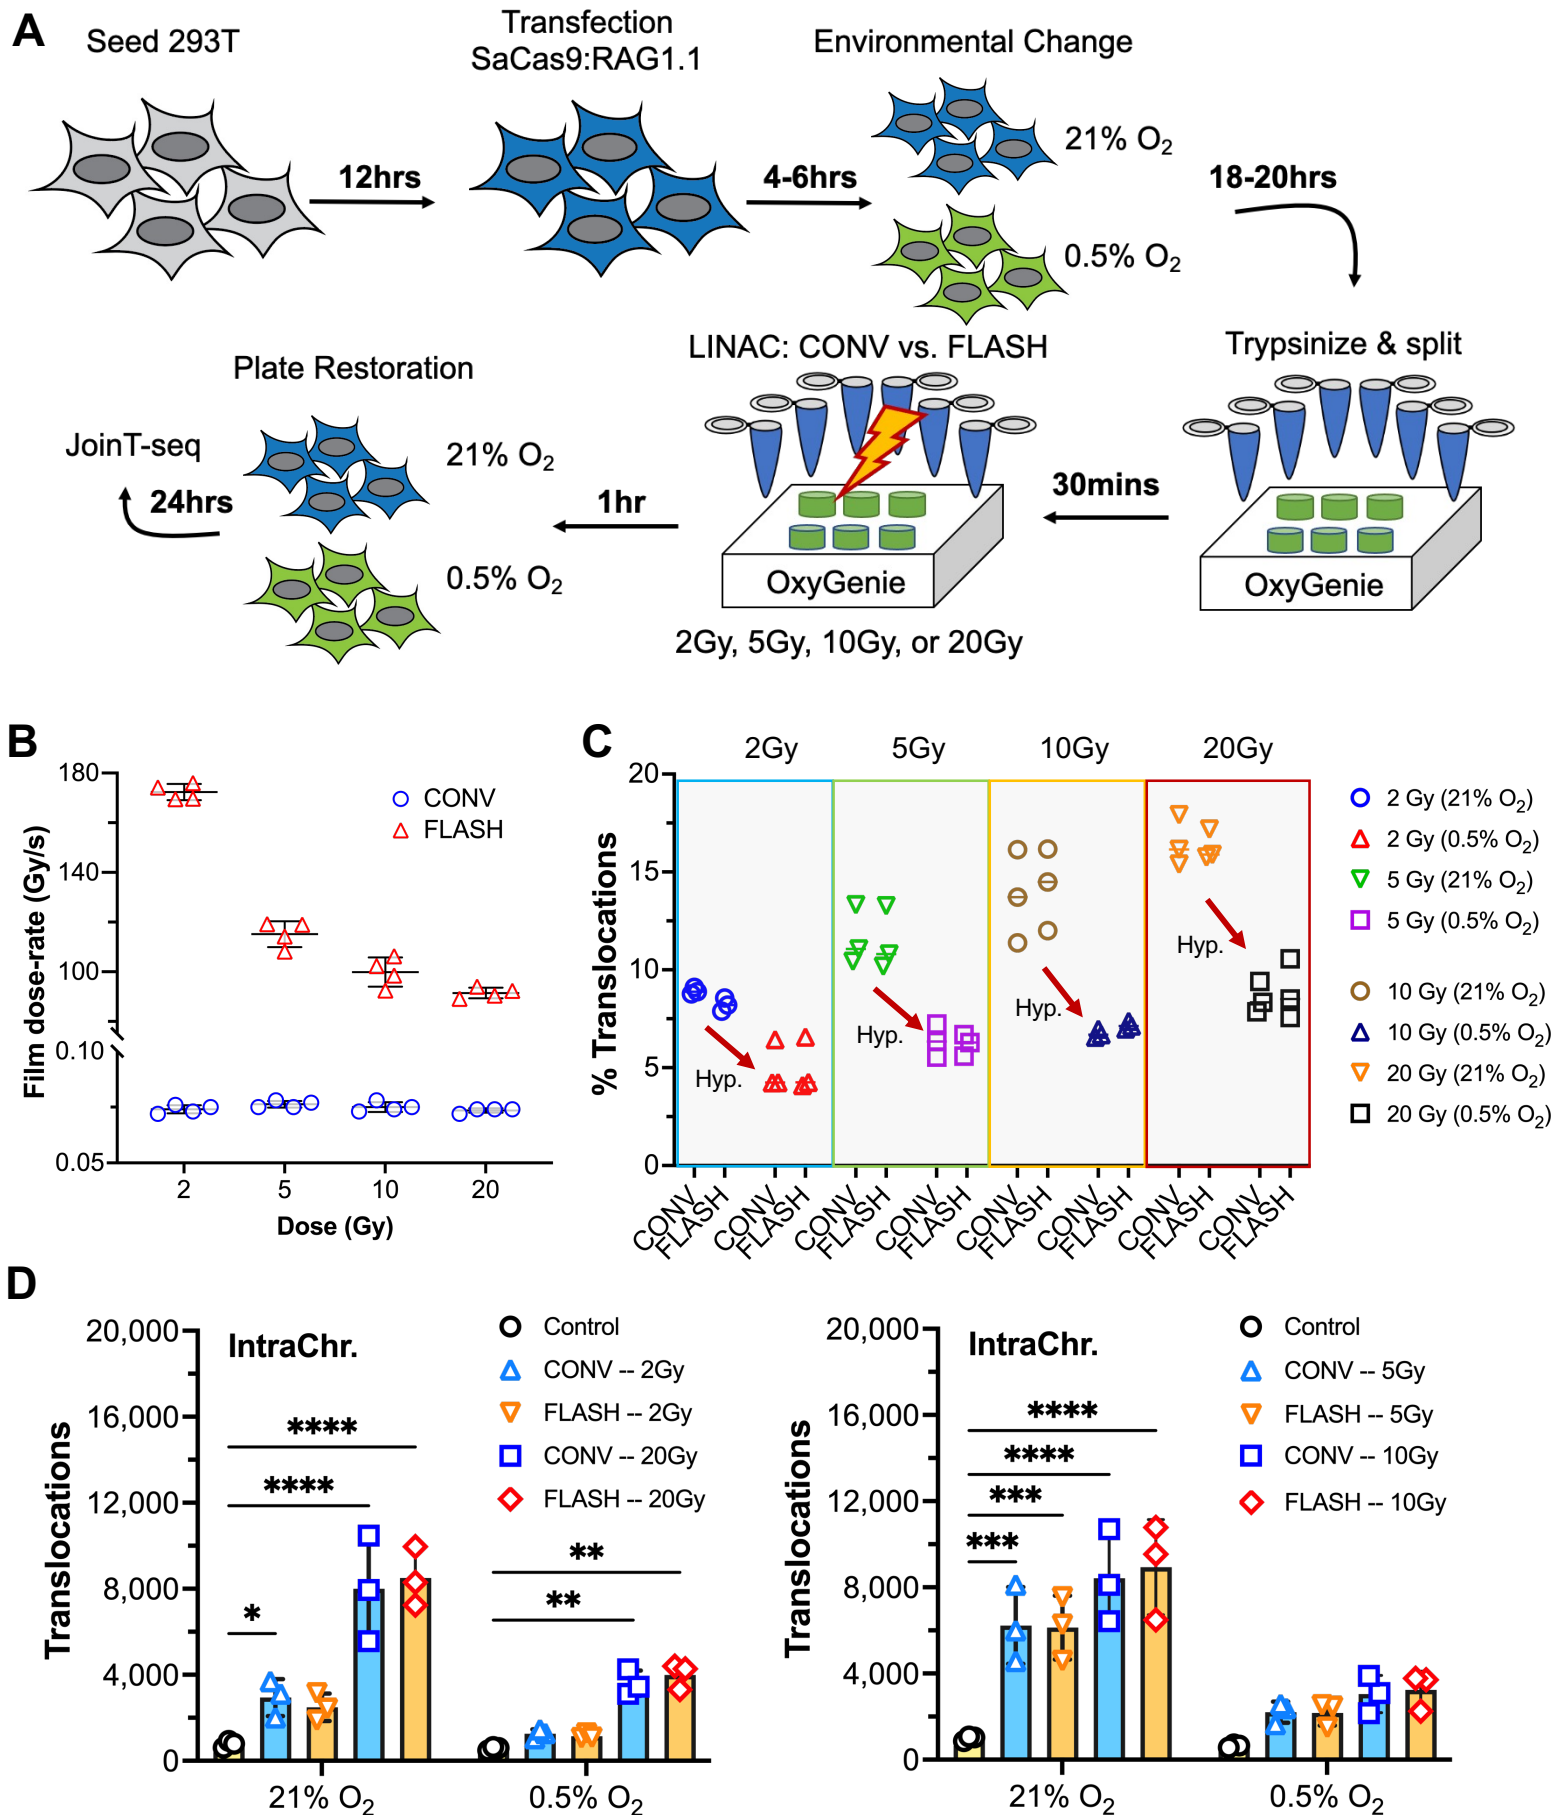 A
Seed 293T
Transfection
SaCas9:RAG1.1
Environmental Change
12hrs
4-6hrs
21% O2
0.5% O2
18-20hrs
Trypsinize & split
OxyGenie
30mins
LINAC: CONV vs. FLASH
OxyGenie
2Gy, 5Gy, 10Gy, or 20Gy
1hr
Plate Restoration
21% O2
0.5% O2
24hrs
JoinT-seq
B
Film dose-rate (Gy/s)
180
140
100
0.10
0.05
CONV
FLASH
2 5 10 20
Dose (Gy)
C
2Gy 5Gy 10Gy 20Gy
% Translocations
20
15
10
5
0
Hyp. Hyp. Hyp. Hyp.
CONV FLASH CONV FLASH CONV FLASH CONV FLASH CONV FLASH CONV FLASH CONV FLASH CONV FLASH
2 Gy (21% O2)
2 Gy (0.5% O2)
5 Gy (21% O2)
5 Gy (0.5% O2)
10 Gy (21% O2)
10 Gy (0.5% O2)
20 Gy (21% O2)
20 Gy (0.5% O2)
D
IntraChr.
Translocations
20,000
16,000
12,000
8,000
4,000
0
****
****
*
**
**
21% O2 0.5% O2
Control
CONV -- 2Gy
FLASH -- 2Gy
CONV -- 20Gy
FLASH -- 20Gy
IntraChr.
Translocations
20,000
16,000
12,000
8,000
4,000
0
****
****
***
***
21% O2 0.5% O2
Control
CONV -- 5Gy
FLASH -- 5Gy
CONV -- 10Gy
FLASH -- 10Gy